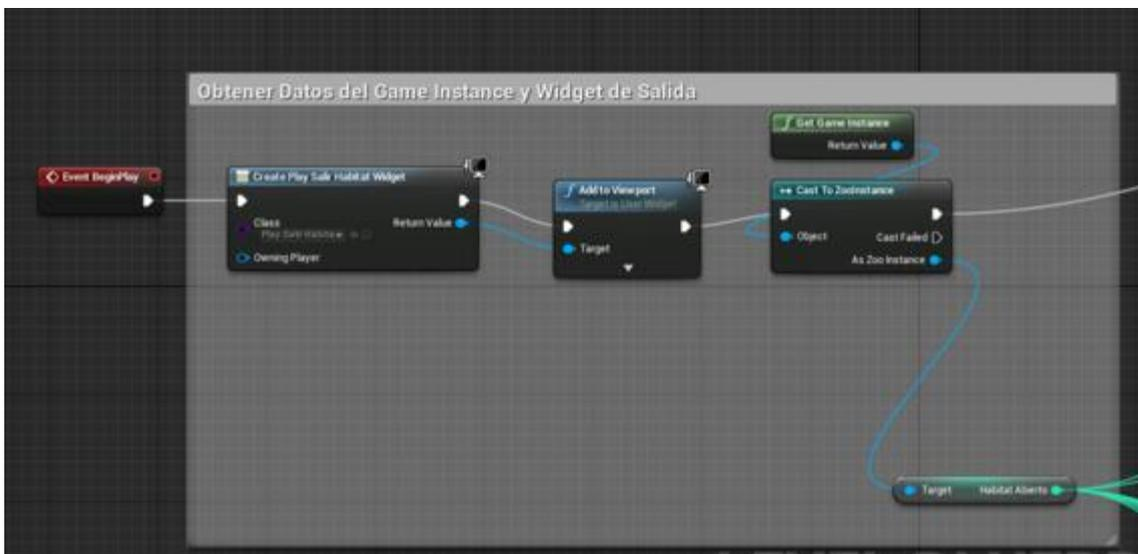 Obtener Datos del Game Instance y Widget de Salida
Get Game Instance
Return Value
Event BeginPlay
Create Play Salir Habitat Widget
Class
Return Value
Owning Player
Add to Viewport
Target is User Widget
Target
Cast To ZooInstance
Object
Cast Failed
As Zoo Instance
Target
Habitat Abierto